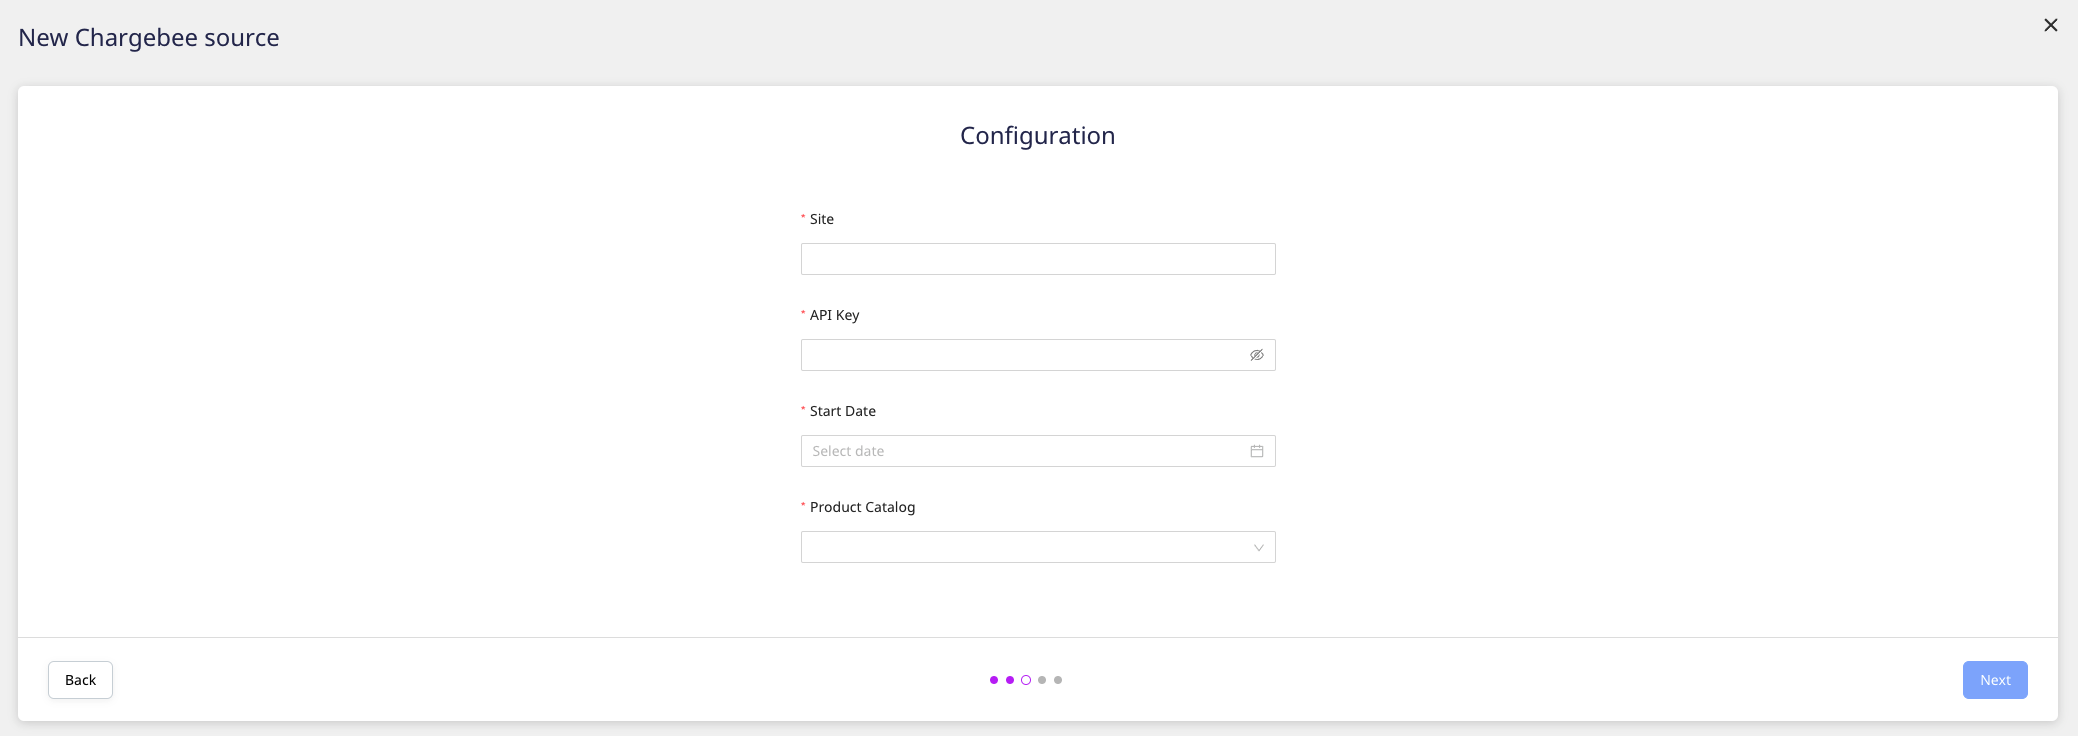 New Chargebee source
Configuration
* Site
* API Key
* Start Date
Select date
* Product Catalog
Back
Next